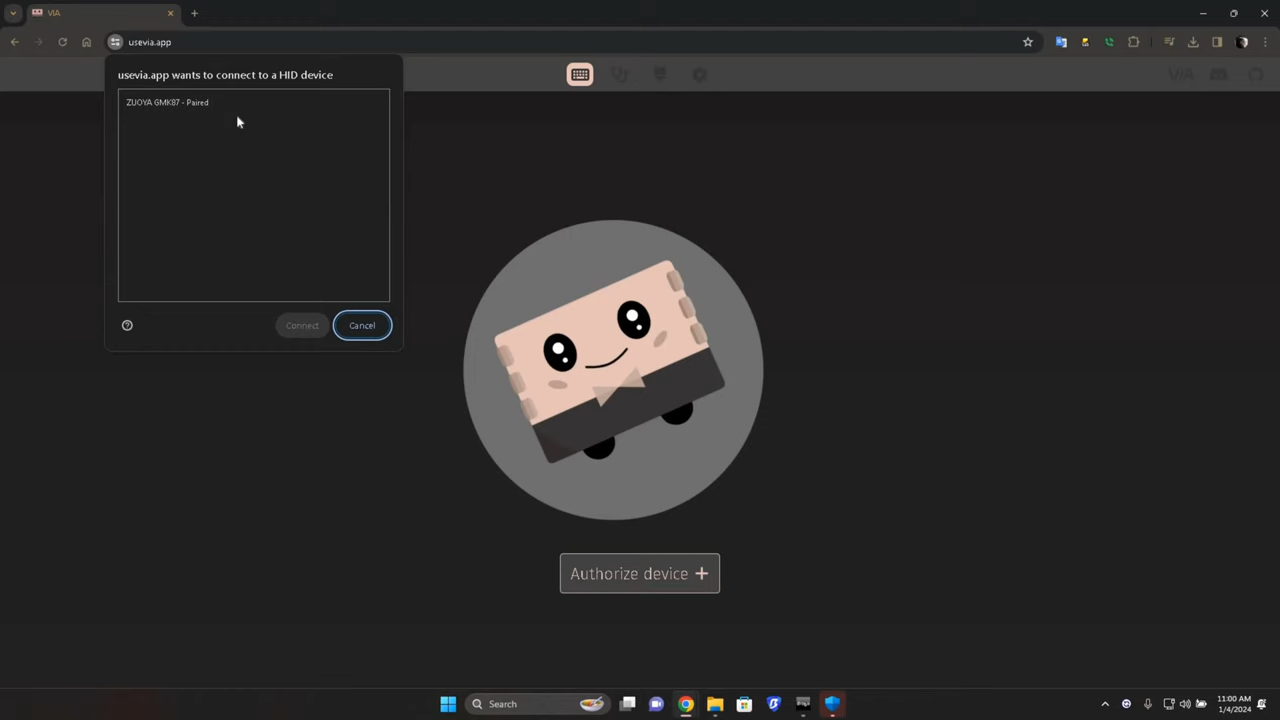 VIA
usevia.app
usevia.app wants to connect to a HID device
VIA
ZUOYA GMK87 - Paired
Connect
Cancel
Authorize device +
Search
11:00 AM
1/4/2024